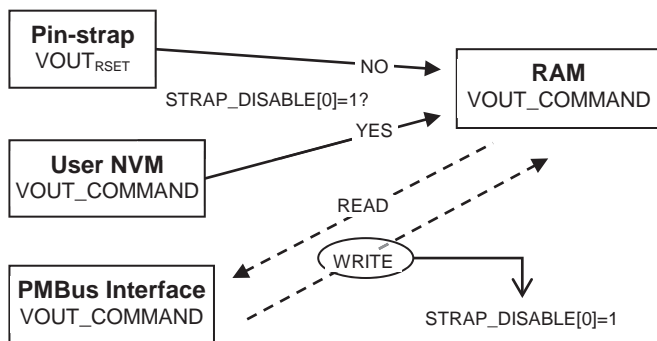 Pin-strap
VOUTRSET
NO
RAM
VOUT_COMMAND
STRAP_DISABLE[0]=1?
YES
User NVM
VOUT_COMMAND
READ
WRITE
PMBus Interface
VOUT_COMMAND
STRAP_DISABLE[0]=1